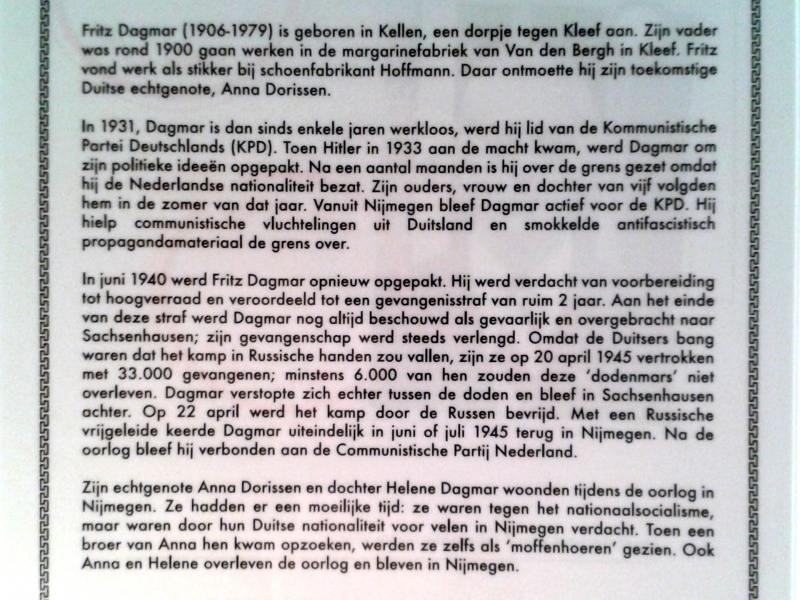 Fritz Dagmar (1906-1979) is geboren in Kellen, een dorpje tegen Kleef aan. Zijn vader
was rond 1900 gaan werken in de margarinefabriek van Van den Bergh in Kleef. Fritz
vond werk als stikker bij schoenfabrikant Hoffmann. Daar ontmoette hij zijn toekomstige
Duitse echtgenote, Anna Dorissen.
In 1931, Dagmar is dan sinds enkele jaren werkloos, werd hij lid van de Kommunistische
Partei Deutschlands (KPD). Toen Hitler in 1933 aan de macht kwam, werd Dagmar om
zijn politieke ideeën opgepakt. Na een aantal maanden is hij over de grens gezet omdat
hij de Nederlandse nationaliteit bezat. Zijn ouders, vrouw en dochter van vijf volgden
hem in de zomer van dat jaar. Vanuit Nijmegen bleef Dagmar actief voor de KPD. Hij
hielp communistische vluchtelingen uit Duitsland en smokkelde antifascistisch
propagandamateriaal de grens over.
In juni 1940 werd Fritz Dagmar opnieuw opgepakt. Hij werd verdacht van voorbereiding
tot hoogverraad en veroordeeld tot een gevangenisstraf van ruim 2 jaar. Aan het einde
van deze straf werd Dagmar nog altijd beschouwd als gevaarlijk en overgebracht naar
Sachsenhausen; zijn gevangenschap werd steeds verlengd. Omdat de Duitsers bang
waren dat het kamp in Russische handen zou vallen, zijn ze op 20 april 1945 vertrokken
met 33.000 gevangenen; minstens 6.000 van hen zouden deze ‘dodenmars’ niet
overleven. Dagmar verstopte zich echter tussen de doden en bleef in Sachsenhausen
achter. Op 22 april werd het kamp door de Russen bevrijd. Met een Russische
vrijgeleide keerde Dagmar uiteindelijk in juni of juli 1945 terug in Nijmegen. Na de
oorlog bleef hij verbonden aan de Communistische Partij Nederland.
Zijn echtgenote Anna Dorissen en dochter Helene Dagmar woonden tijdens de oorlog in
Nijmegen. Ze hadden er een moeilijke tijd: ze waren tegen het nationaalsocialisme,
maar waren door hun Duitse nationaliteit voor velen in Nijmegen verdacht. Toen een
broer van Anna hen kwam opzoeken, werden ze zelfs als ‘moffenhoeren’ gezien. Ook
Anna en Helene overleven de oorlog en bleven in Nijmegen.